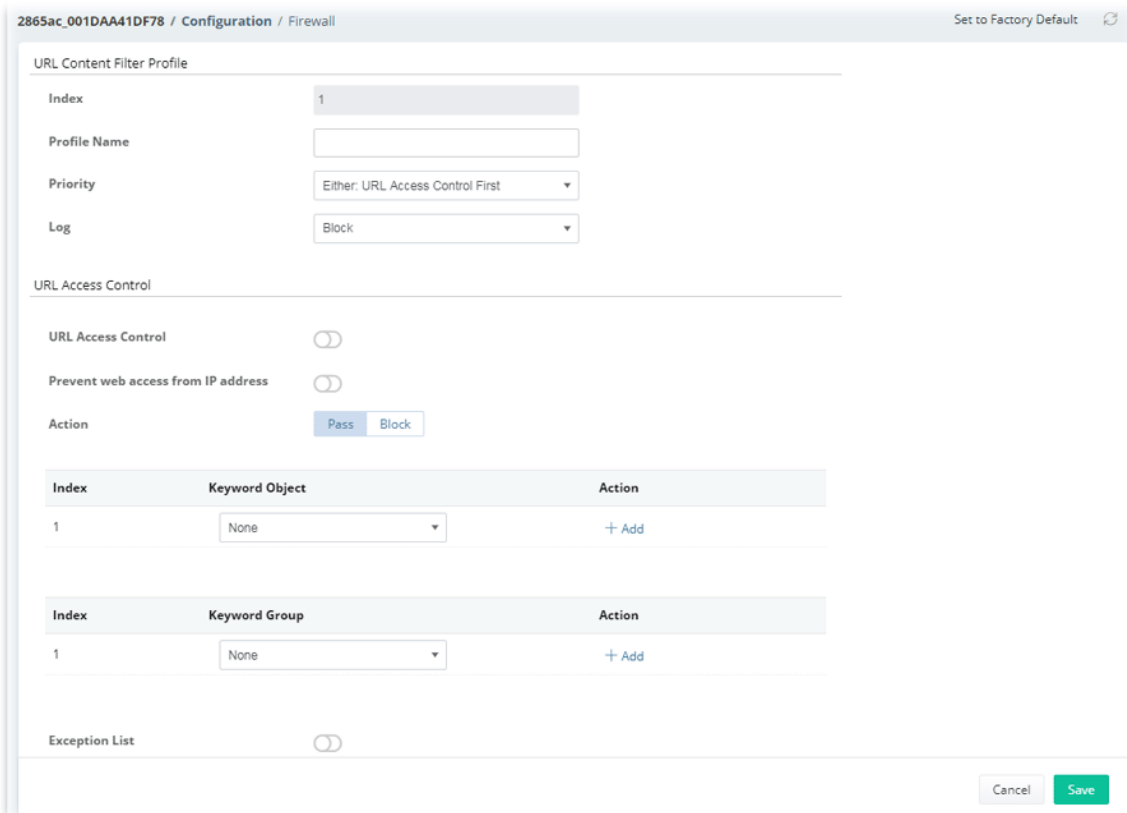 2865ac_001DAA41DF78 / Configuration / Firewall Set to Factory Default
URL Content Filter Profile
Index 1
Profile Name
Priority Either: URL Access Control First
Log Block
URL Access Control
URL Access Control
Prevent web access from IP address
Action Pass Block
Index Keyword Object Action
1 None + Add
Index Keyword Group Action
1 None + Add
Exception List
Cancel Save